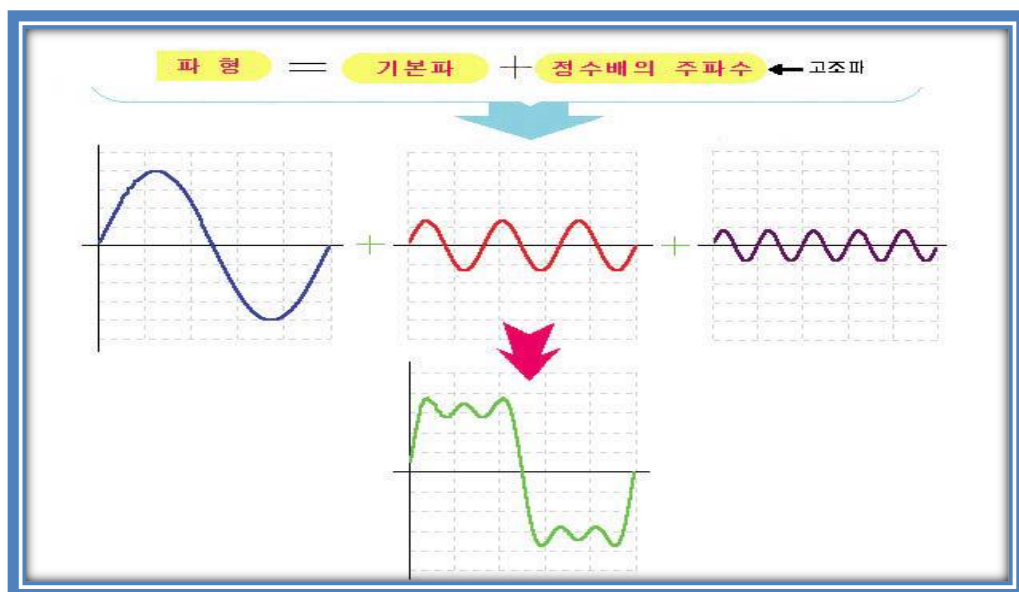 파 형 = 기본파 + 정수배의 주파수 ← 고조파
+ +